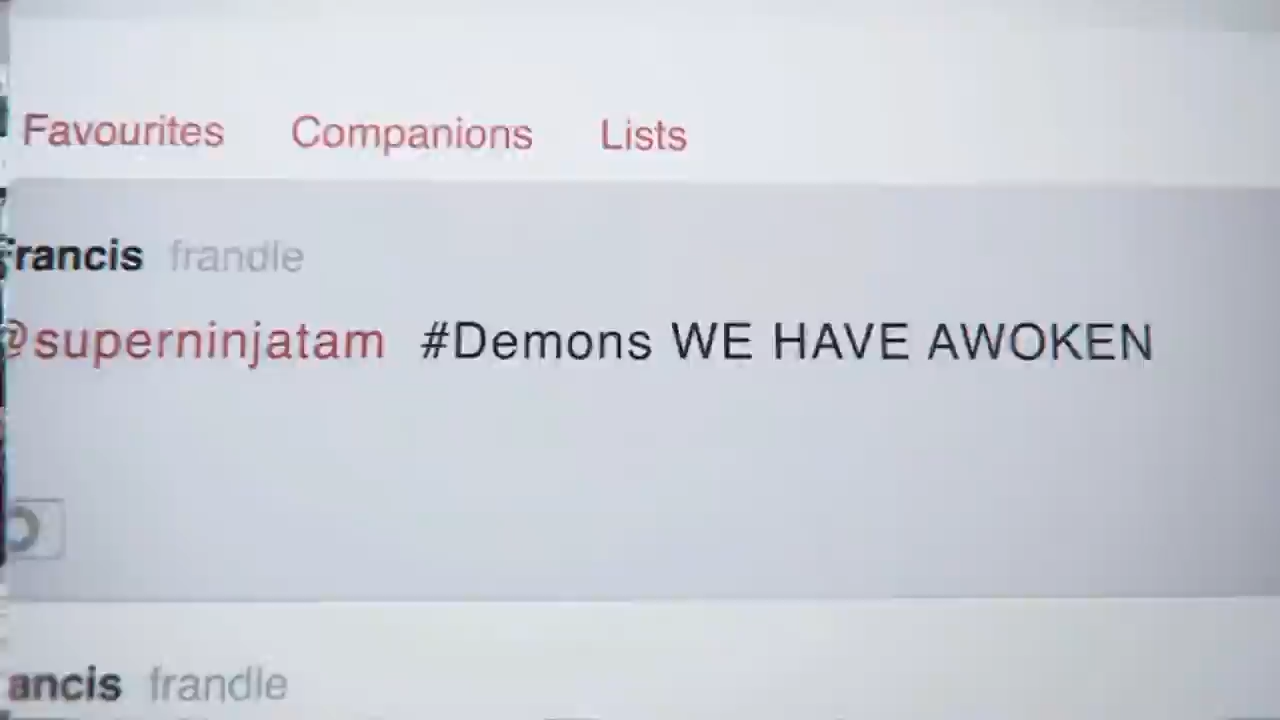 Favourites Companions Lists
Francis frandle
@superninjatam #Demons WE HAVE AWOKEN
ancis frandle